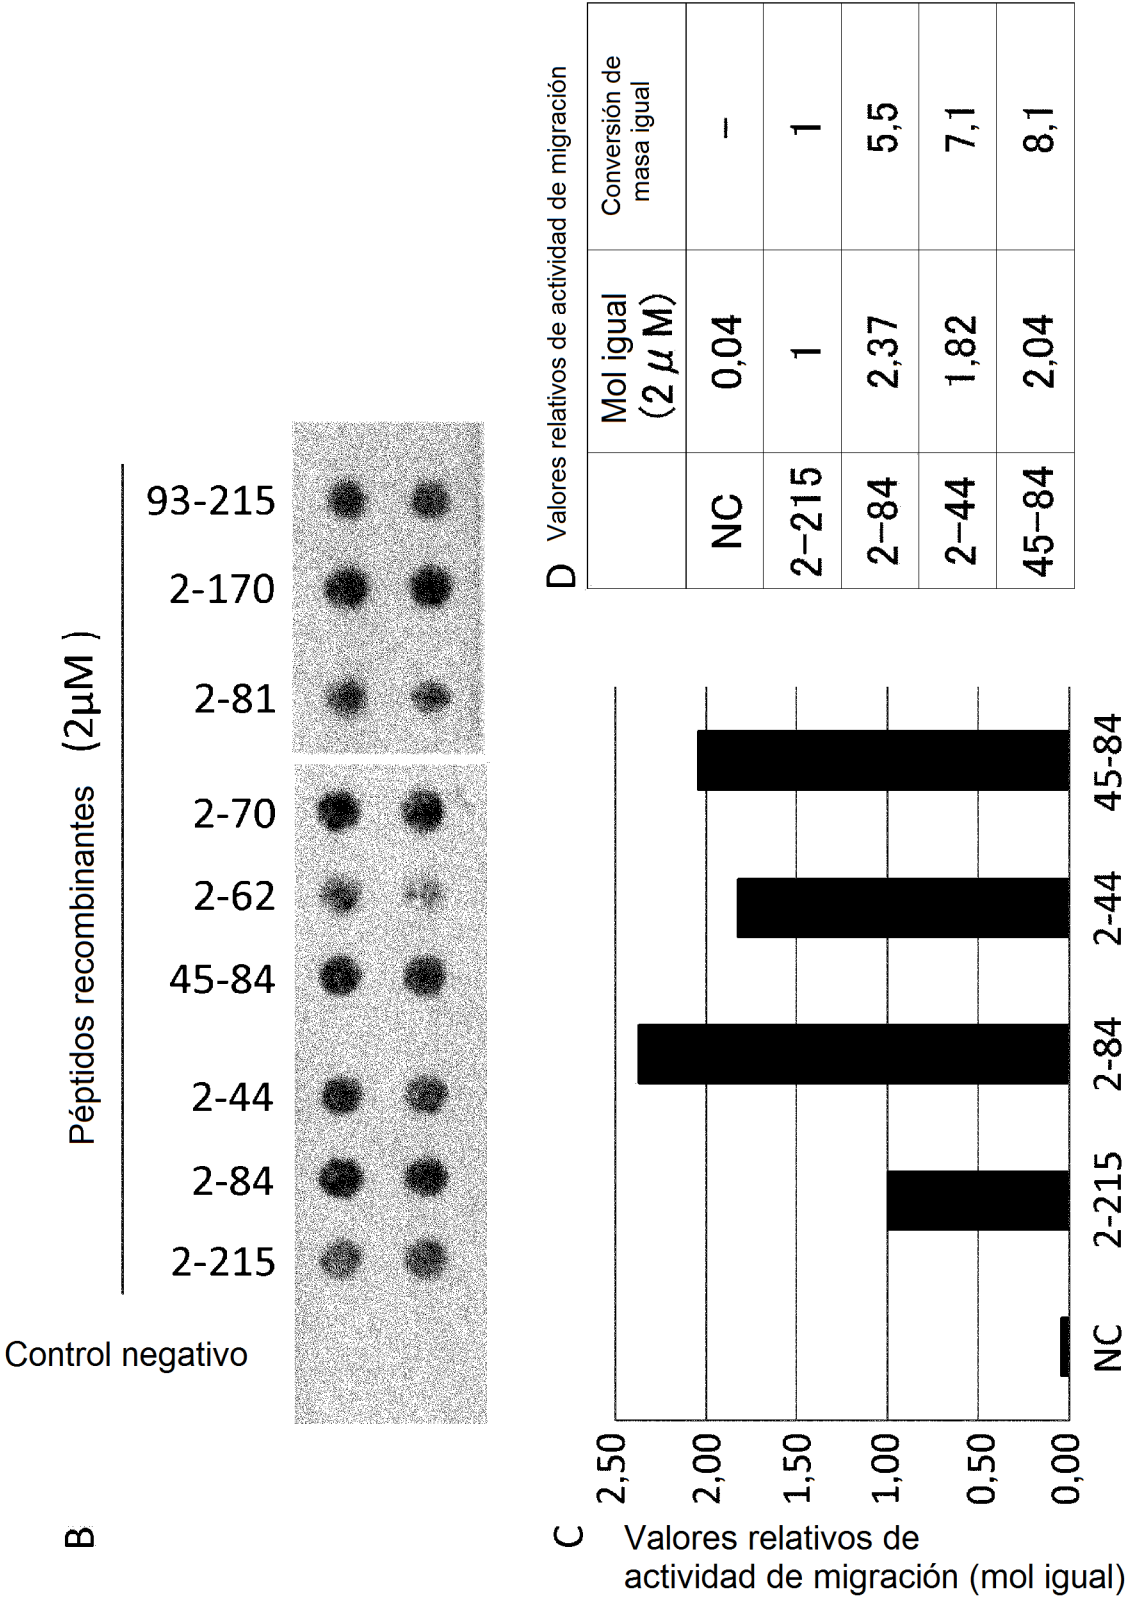 B
Péptidos recombinantes (2μM )
Control negativo
2-215
2-84
2-44
45-84
2-62
2-70
2-81
2-170
93-215
C
Valores relativos de
actividad de migración (mol igual)
2,50
2,00
1,50
1,00
0,50
0,00
NC
2-215
2-84
2-44
45-84
D Valores relativos de actividad de migración
Mol igual
(2 μ M)
Conversión de
masa igual
NC 0,04 –
2–215 1 1
2–84 2,37 5,5
2–44 1,82 7,1
45–84 2,04 8,1